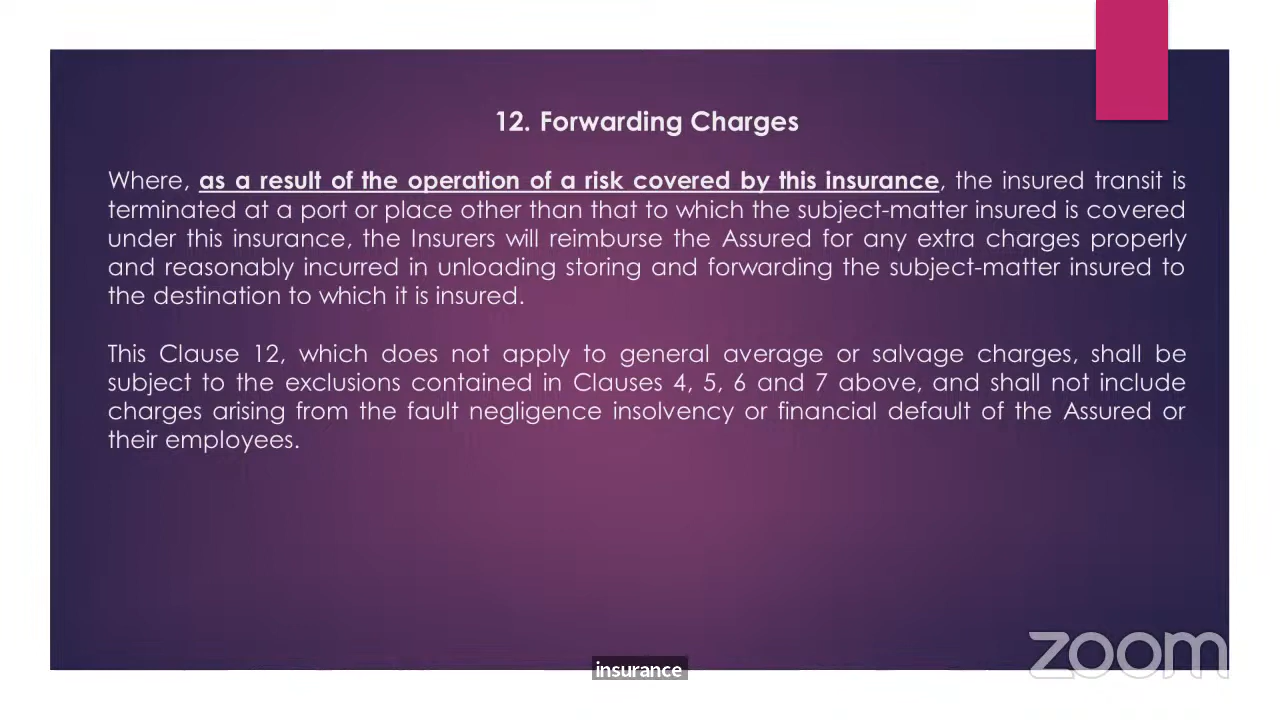 12. Forwarding Charges
Where, as a result of the operation of a risk covered by this insurance, the insured transit is
terminated at a port or place other than that to which the subject-matter insured is covered
under this insurance, the Insurers will reimburse the Assured for any extra charges properly
and reasonably incurred in unloading storing and forwarding the subject-matter insured to
the destination to which it is insured.
This Clause 12, which does not apply to general average or salvage charges, shall be
subject to the exclusions contained in Clauses 4, 5, 6 and 7 above, and shall not include
charges arising from the fault negligence insolvency or financial default of the Assured or
their employees.
zoom
insurance